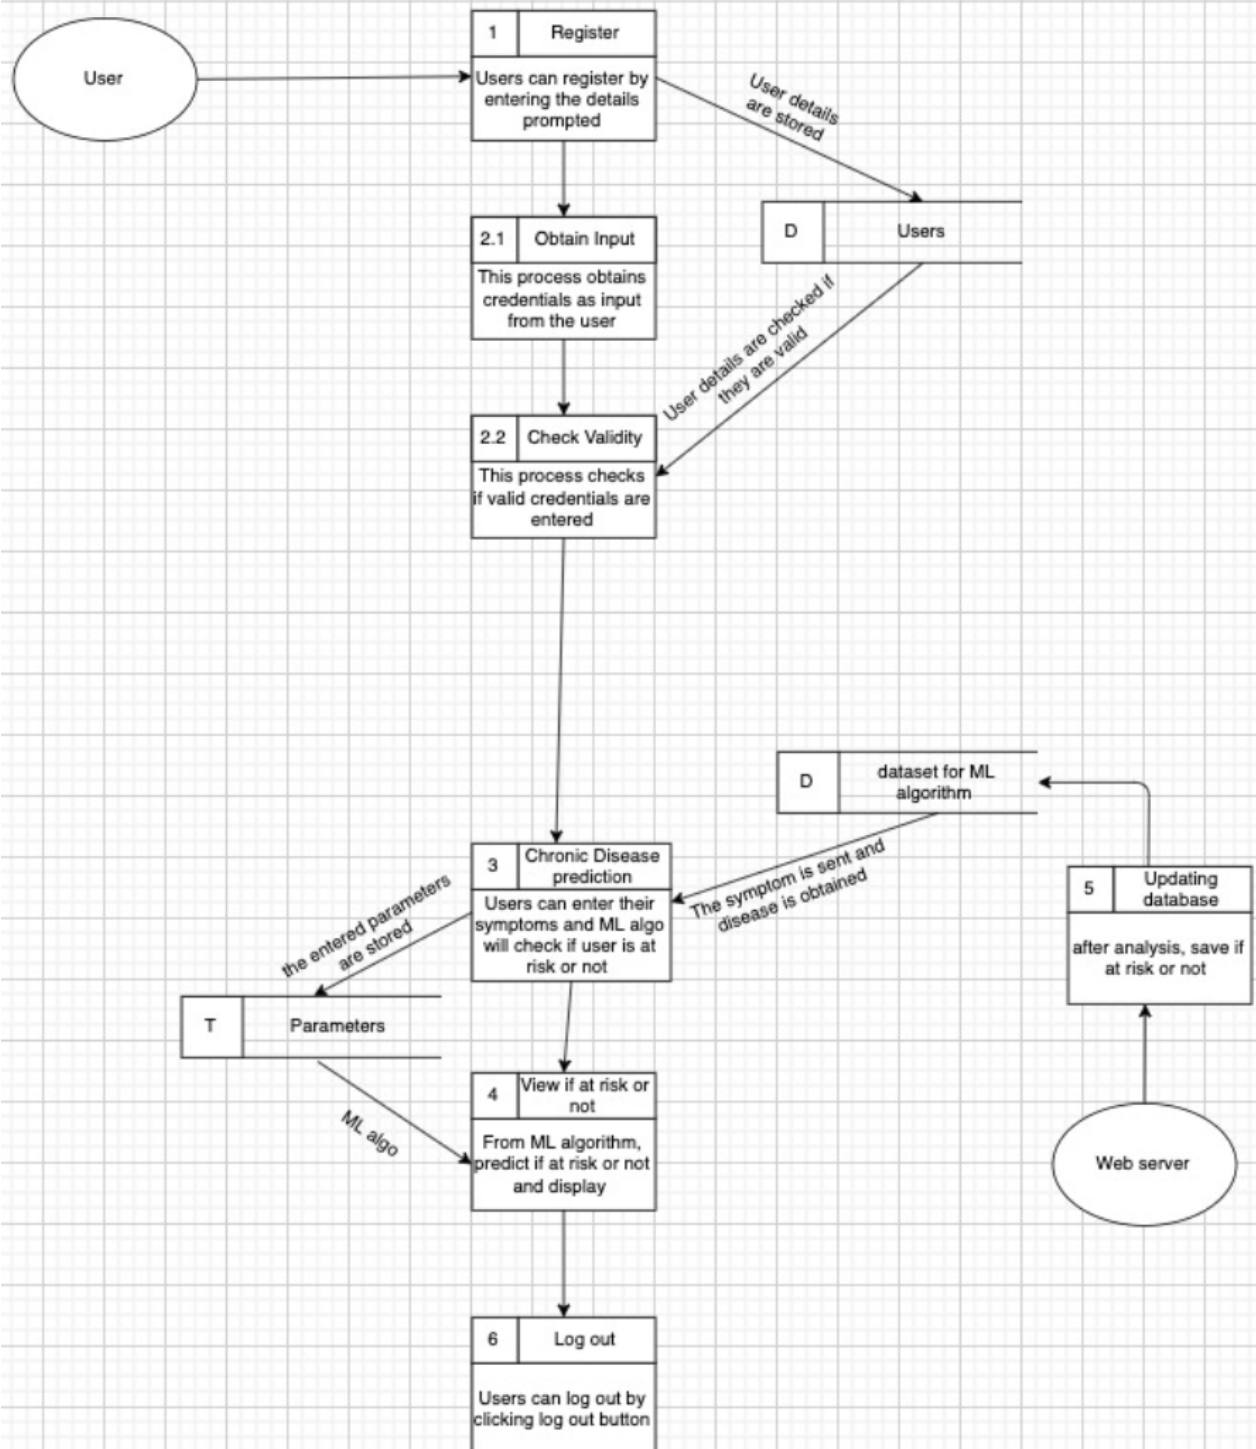 User
1
Register
Users can register by
entering the details
prompted
User details
are stored
D
Users
2.1
Obtain Input
This process obtains
credentials as input
from the user
User details are checked if
they are valid
2.2
Check Validity
This process checks
if valid credentials are
entered
D
dataset for ML
algorithm
3
Chronic Disease
prediction
Users can enter their
symptoms and ML algo
will check if user is at
risk or not
The symptom is sent and
disease is obtained
5
Updating
database
after analysis, save if
at risk or not
the entered parameters
are stored
T
Parameters
4
View if at risk or
not
From ML algorithm,
predict if at risk or not
and display
ML algo
Web server
6
Log out
Users can log out by
clicking log out button